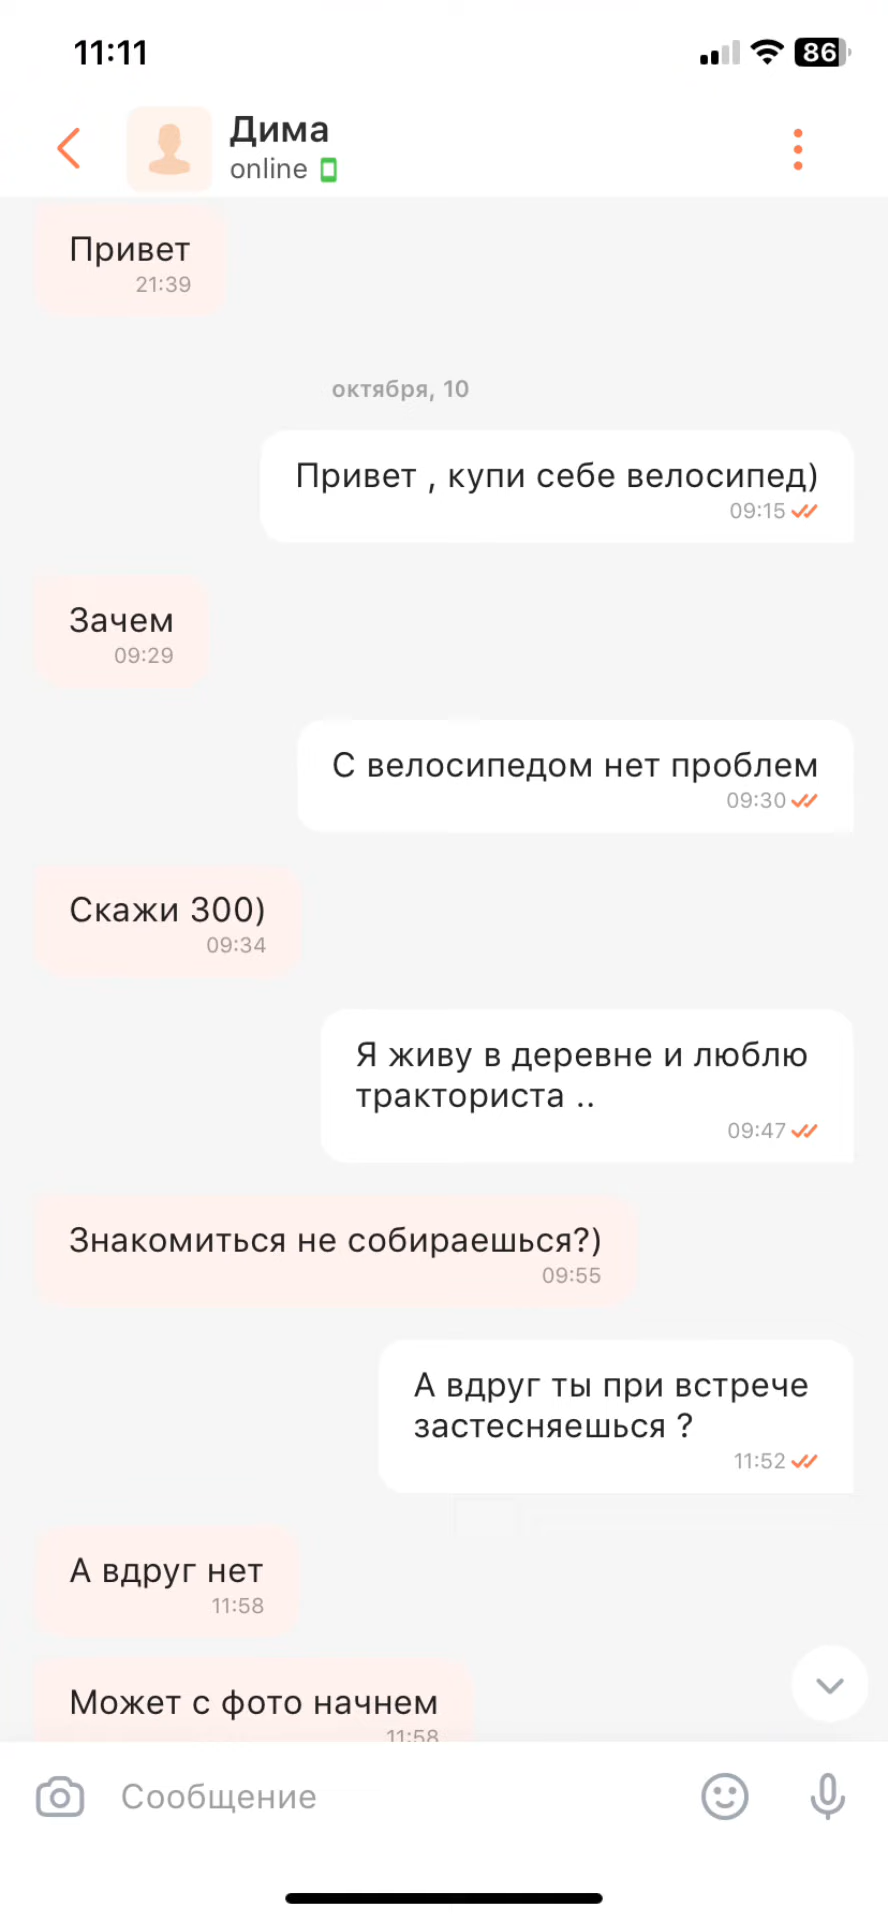 11:11
86
Дима
online
Привет
21:39
октября, 10
Привет , купи себе велосипед)
09:15
Зачем
09:29
С велосипедом нет проблем
09:30
Скажи 300)
09:34
Я живу в деревне и люблю
тракториста ..
09:47
Знакомиться не собираешься?)
09:55
А вдруг ты при встрече
застесняешься ?
11:52
А вдруг нет
11:58
Может с фото начнем
11:58
Сообщение